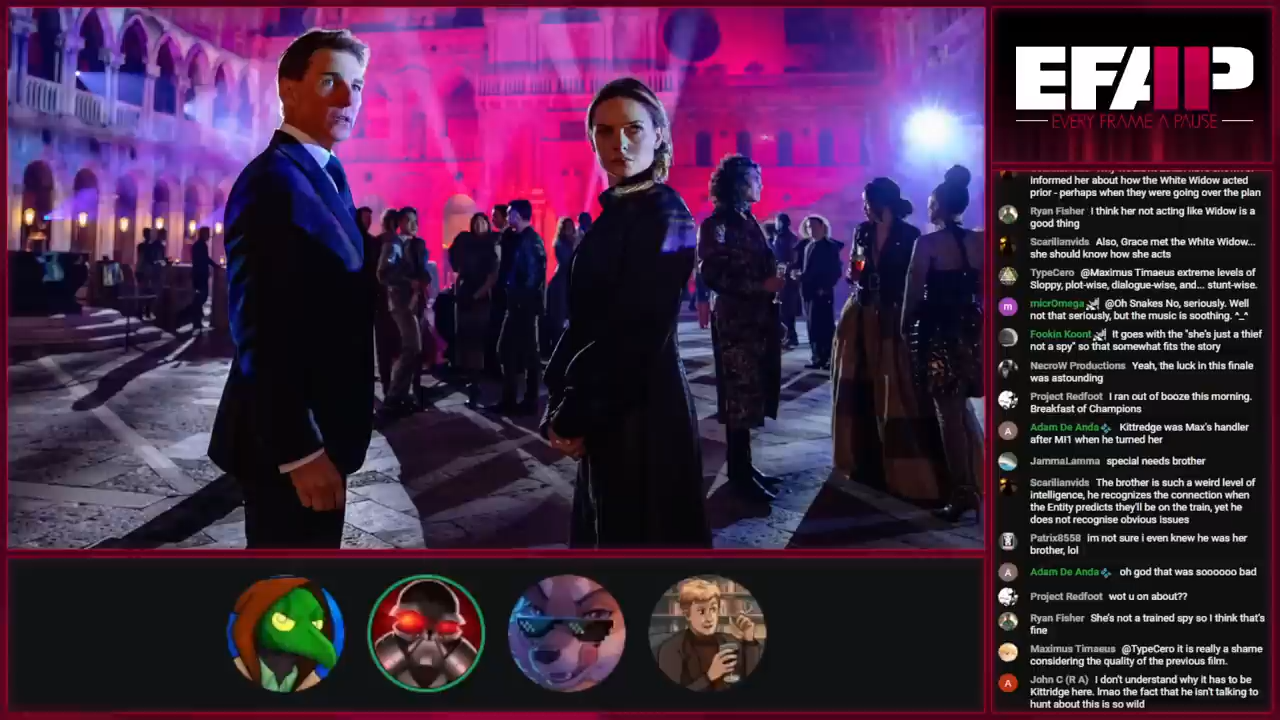 EFAP
EVERY FRAME A PAUSE
informed her about how the White Widow acted
prior - perhaps when they were going over the plan
Ryan Fisher I think her not acting like Widow is a
good thing
Scarilianvids Also, Grace met the White Widow...
she should know how she acts
TypeCero @Maximus Timaeus extreme levels of
Sloppy, plot-wise, dialogue-wise, and... stunt-wise.
m
micrOmega @Oh Snakes No, seriously. Well
not that seriously, but the music is soothing. ^_^
Fookin Koont It goes with the "she's just a thief
not a spy" so that somewhat fits the story
NecroW Productions Yeah, the luck in this finale
was astounding
Project Redfoot I ran out of booze this morning.
Breakfast of Champions
A
Adam De Anda Kittredge was Max's handler
after MI1 when he turned her
JammaLamma special needs brother
Scarilianvids The brother is such a weird level of
intelligence, he recognizes the connection when
the Entity predicts they'll be on the train, yet he
does not recognise obvious issues
Patrix8558 im not sure i even knew he was her
brother, lol
A
Adam De Anda oh god that was soooooo bad
Project Redfoot wot u on about??
Ryan Fisher She's not a trained spy so I think that's
fine
Maximus Timaeus @TypeCero it is really a shame
considering the quality of the previous film.
A
John C (R A) I don't understand why it has to be
Kittridge here. lmao the fact that he isn't talking to
hunt about this is so wild